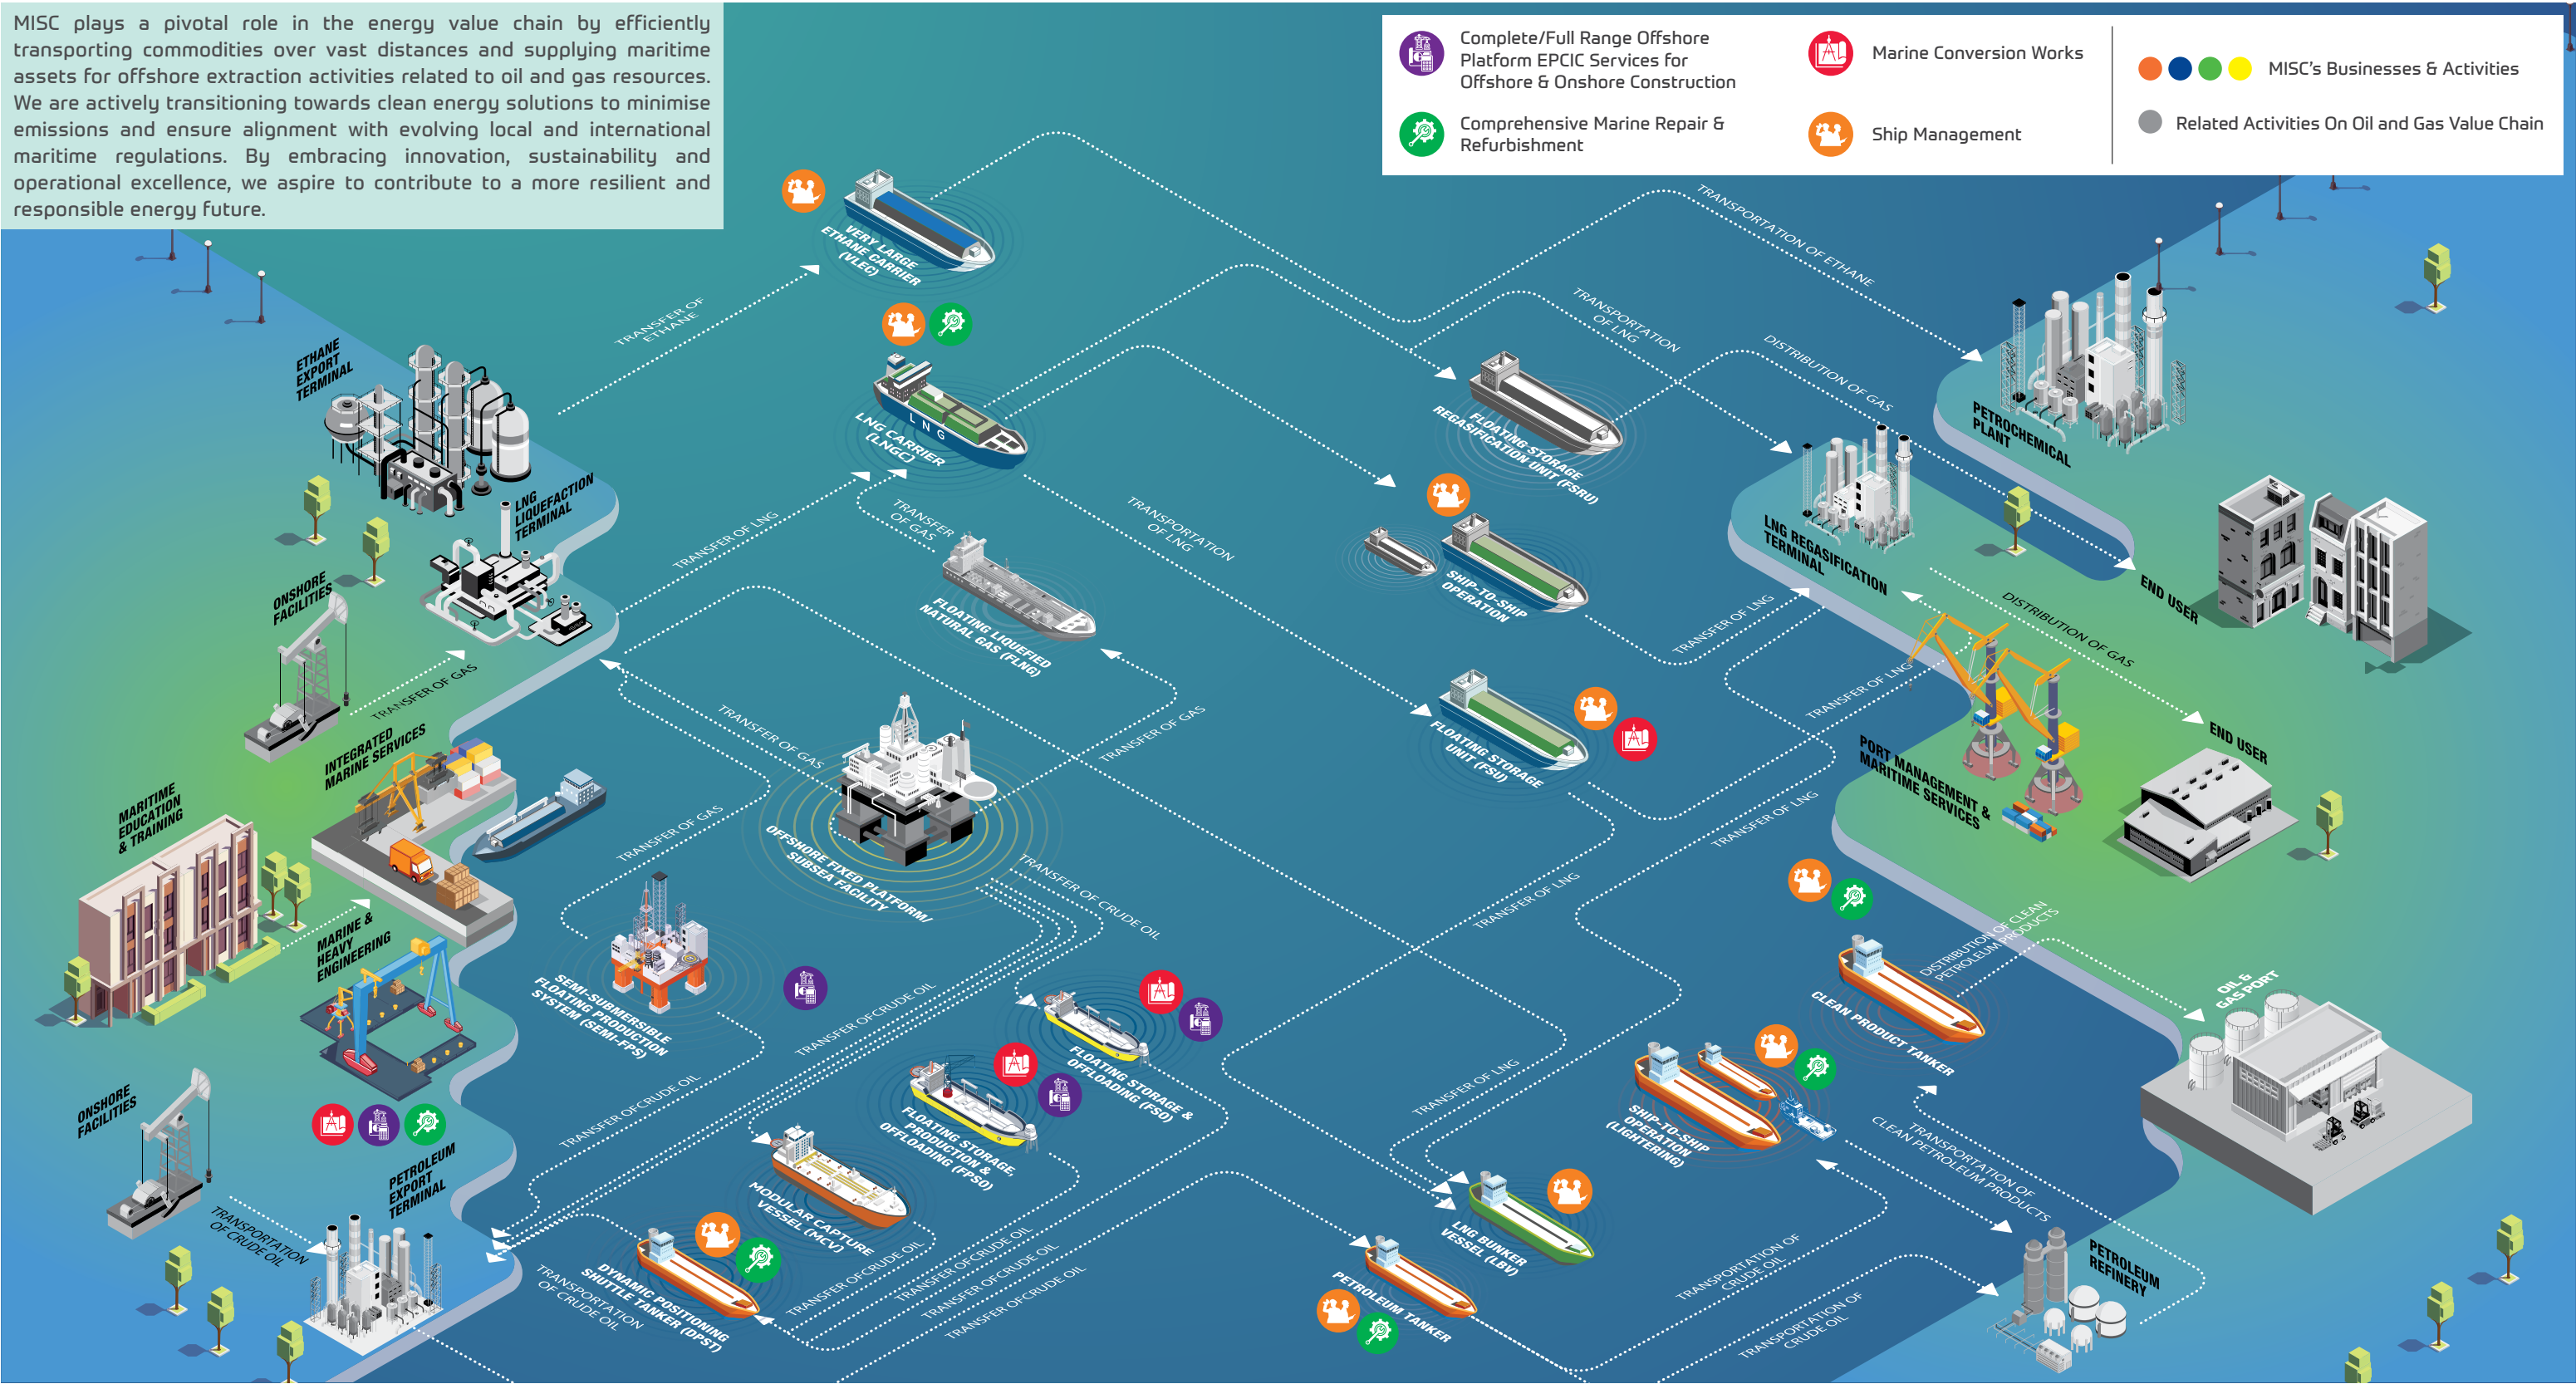 MISC plays a pivotal role in the energy value chain by efficiently
transporting commodities over vast distances and supplying maritime
assets for offshore extraction activities related to oil and gas resources.
We are actively transitioning towards clean energy solutions to minimise
emissions and ensure alignment with evolving local and international
maritime regulations. By embracing innovation, sustainability and
operational excellence, we aspire to contribute to a more resilient and
responsible energy future.
Complete/Full Range Offshore
Platform EPCIC Services for
Offshore & Onshore Construction
Comprehensive Marine Repair &
Refurbishment
Marine Conversion Works
Ship Management
MISC's Businesses & Activities
Related Activities On Oil and Gas Value Chain
VERY LARGE
ETHANE CARRIER
(VLEC)
TRANSFER OF
ETHANE
TRANSPORTATION OF ETHANE
TRANSPORTATION
OF LNG
DISTRIBUTION OF GAS
ETHANE
EXPORT
TERMINAL
LNG
LNG CARRIER
(LNGC)
FLOATING STORAGE
REGASIFICATION UNIT (FSRU)
PETROCHEMICAL
PLANT
LNG
LIQUEFACTION
TERMINAL
TRANSFER OF LNG
TRANSFER
OF GAS
TRANSPORTATION
OF LNG
LNG REGASIFICATION
TERMINAL
END USER
ONSHORE
FACILITIES
FLOATING LIQUEFIED
NATURAL GAS (FLNG)
SHIP-TO-SHIP
OPERATION
TRANSFER OF LNG
DISTRIBUTION OF GAS
TRANSFER OF GAS
TRANSFER OF GAS
TRANSFER OF GAS
TRANSFER OF LNG
INTEGRATED
MARINE SERVICES
FLOATING STORAGE
UNIT (FSU)
PORT MANAGEMENT &
MARITIME SERVICES
END USER
MARITIME
EDUCATION
& TRAINING
TRANSFER OF GAS
OFFSHORE FIXED PLATFORM/
SUBSEA FACILITY
TRANSFER OF CRUDE OIL
TRANSFER OF LNG
TRANSFER OF LNG
MARINE &
HEAVY
ENGINEERING
SEMI-SUBMERSIBLE
FLOATING PRODUCTION
SYSTEM (SEMI-FPS)
TRANSFER OFCRUDE OIL
DISTRIBUTION OF CLEAN
PETROLEUM PRODUCTS
CLEAN PRODUCT TANKER
OIL &
GAS PORT
FLOATING STORAGE &
OFFLOADING (FSO)
FLOATING STORAGE,
PRODUCTION &
OFFLOADING (FPSO)
TRANSFER OFCRUDE OIL
TRANSFER OF LNG
SHIP-TO-SHIP
OPERATION
(LIGHTERING)
TRANSPORTATION OF
CLEAN PETROLEUM PRODUCTS
ONSHORE
FACILITIES
PETROLEUM
EXPORT
TERMINAL
TRANSPORTATION
OF CRUDE OIL
MODULAR CAPTURE
VESSEL (MCV)
LNG BUNKER
VESSEL (LBV)
DYNAMIC POSITIONING
SHUTTLE TANKER (DPST)
TRANSPORTATION
OF CRUDE OIL
TRANSFER OFCRUDE OIL
TRANSFER OFCRUDE OIL
TRANSFER OFCRUDE OIL
TRANSFER OFCRUDE OIL
PETROLEUM TANKER
TRANSPORTATION OF
CRUDE OIL
TRANSPORTATION OF
CRUDE OIL
PETROLEUM
REFINERY